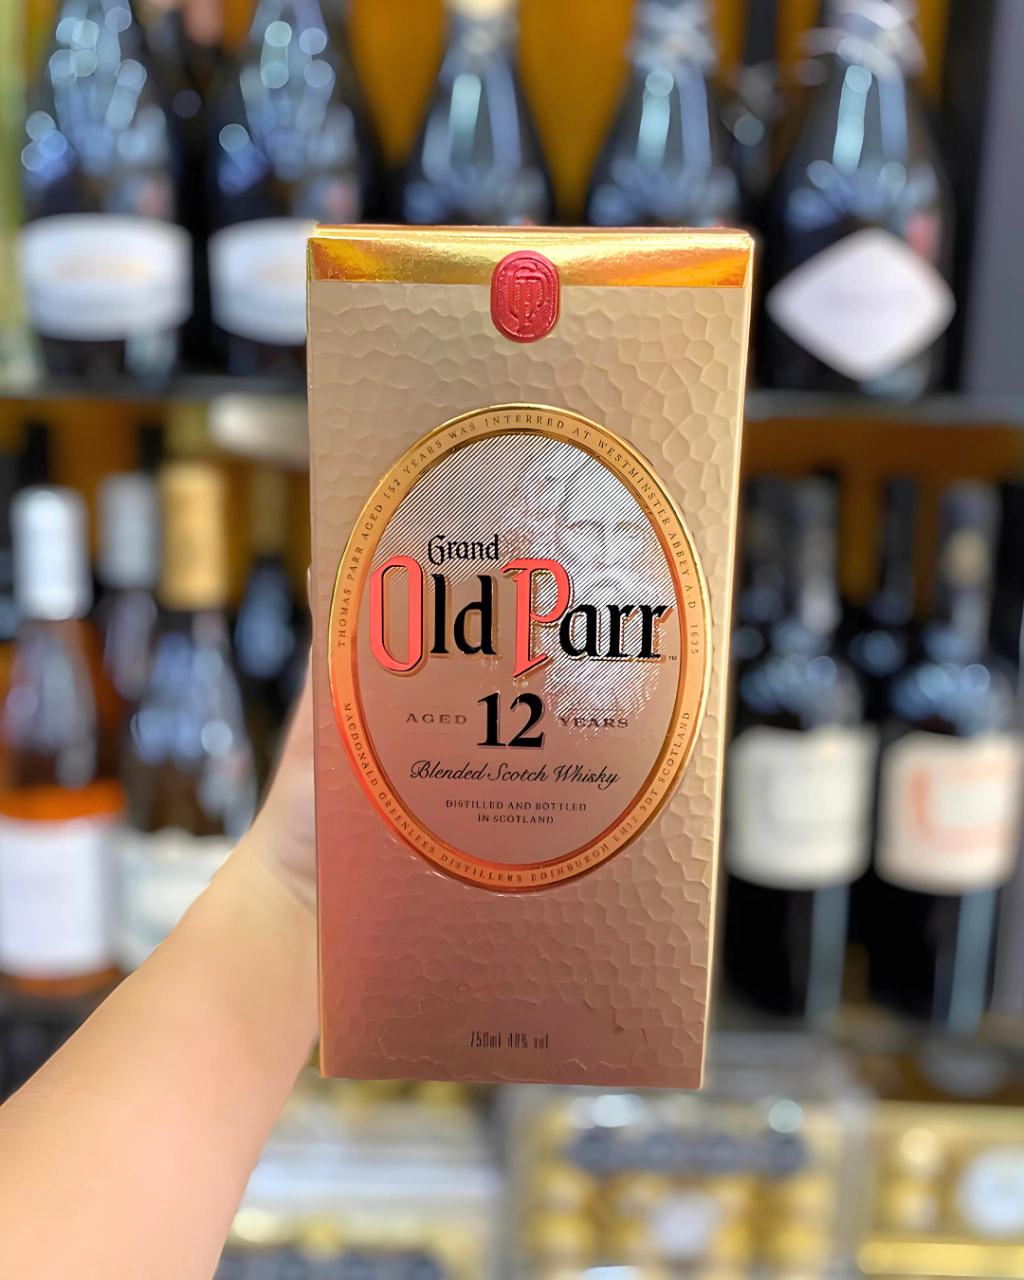 THOMAS PARR AGED 152 YEARS WAS INTERRED AT WESTMINSTER ABBEY A.D. 1635
Grand
Old Parr™
AGED 12 YEARS
Blended Scotch Whisky
DISTILLED AND BOTTLED
IN SCOTLAND
MACDONALD GREENLEES DISTILLERS EDINBURGH EH12 9DT SCOTLAND
750ml 40% vol